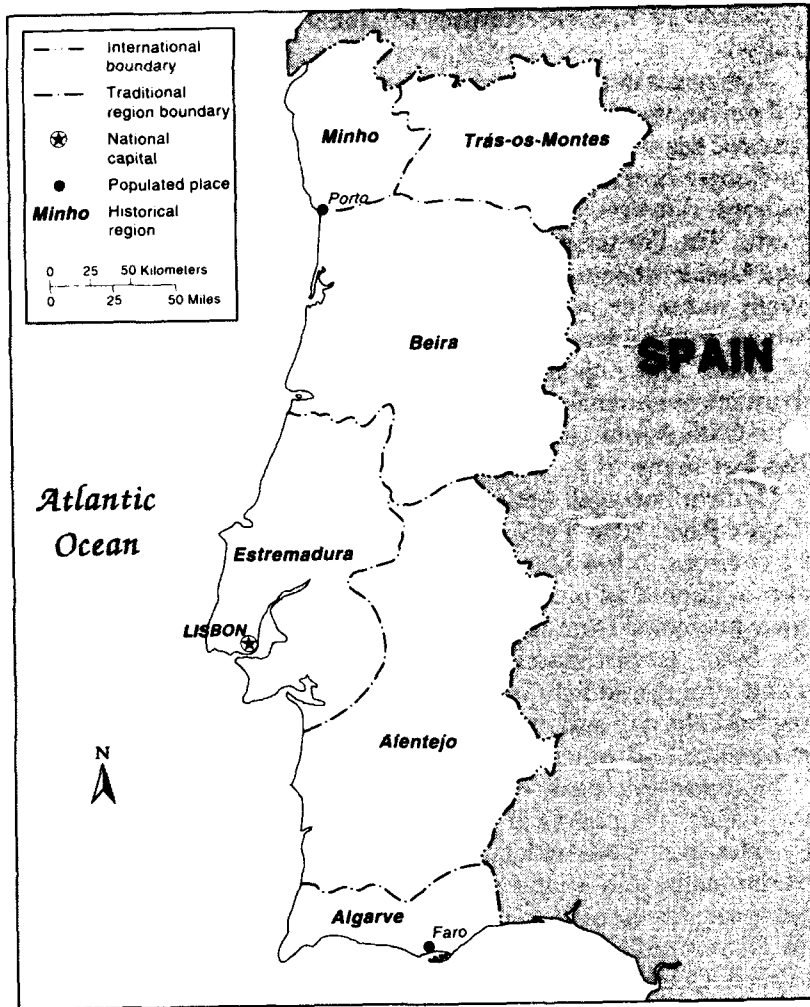 International
boundary
Traditional
region boundary
National
capital
Populated place
Minho Historical
region
0 25 50 Kilometers
0 25 50 Miles
Minho
Trás-os-Montes
Porto
Beira
SPAIN
Atlantic
Ocean
Estremadura
LISBON
Alentejo
N
Algarve
Faro